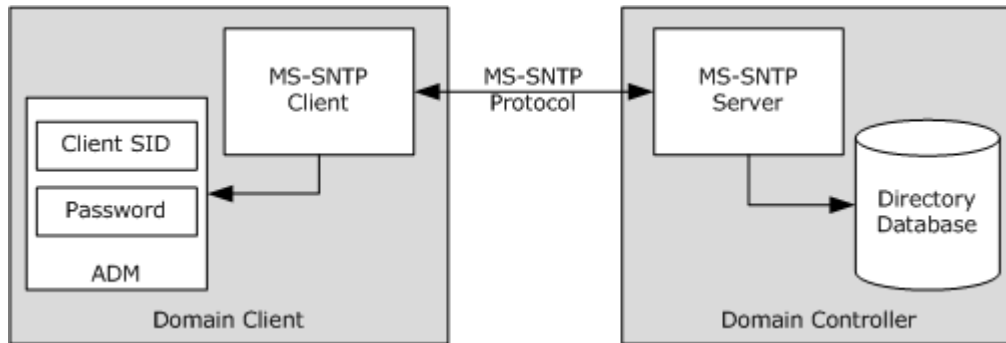 MS-SNTP
Client
Client SID
Password
ADM
Domain Client
MS-SNTP
Protocol
MS-SNTP
Server
Directory
Database
Domain Controller